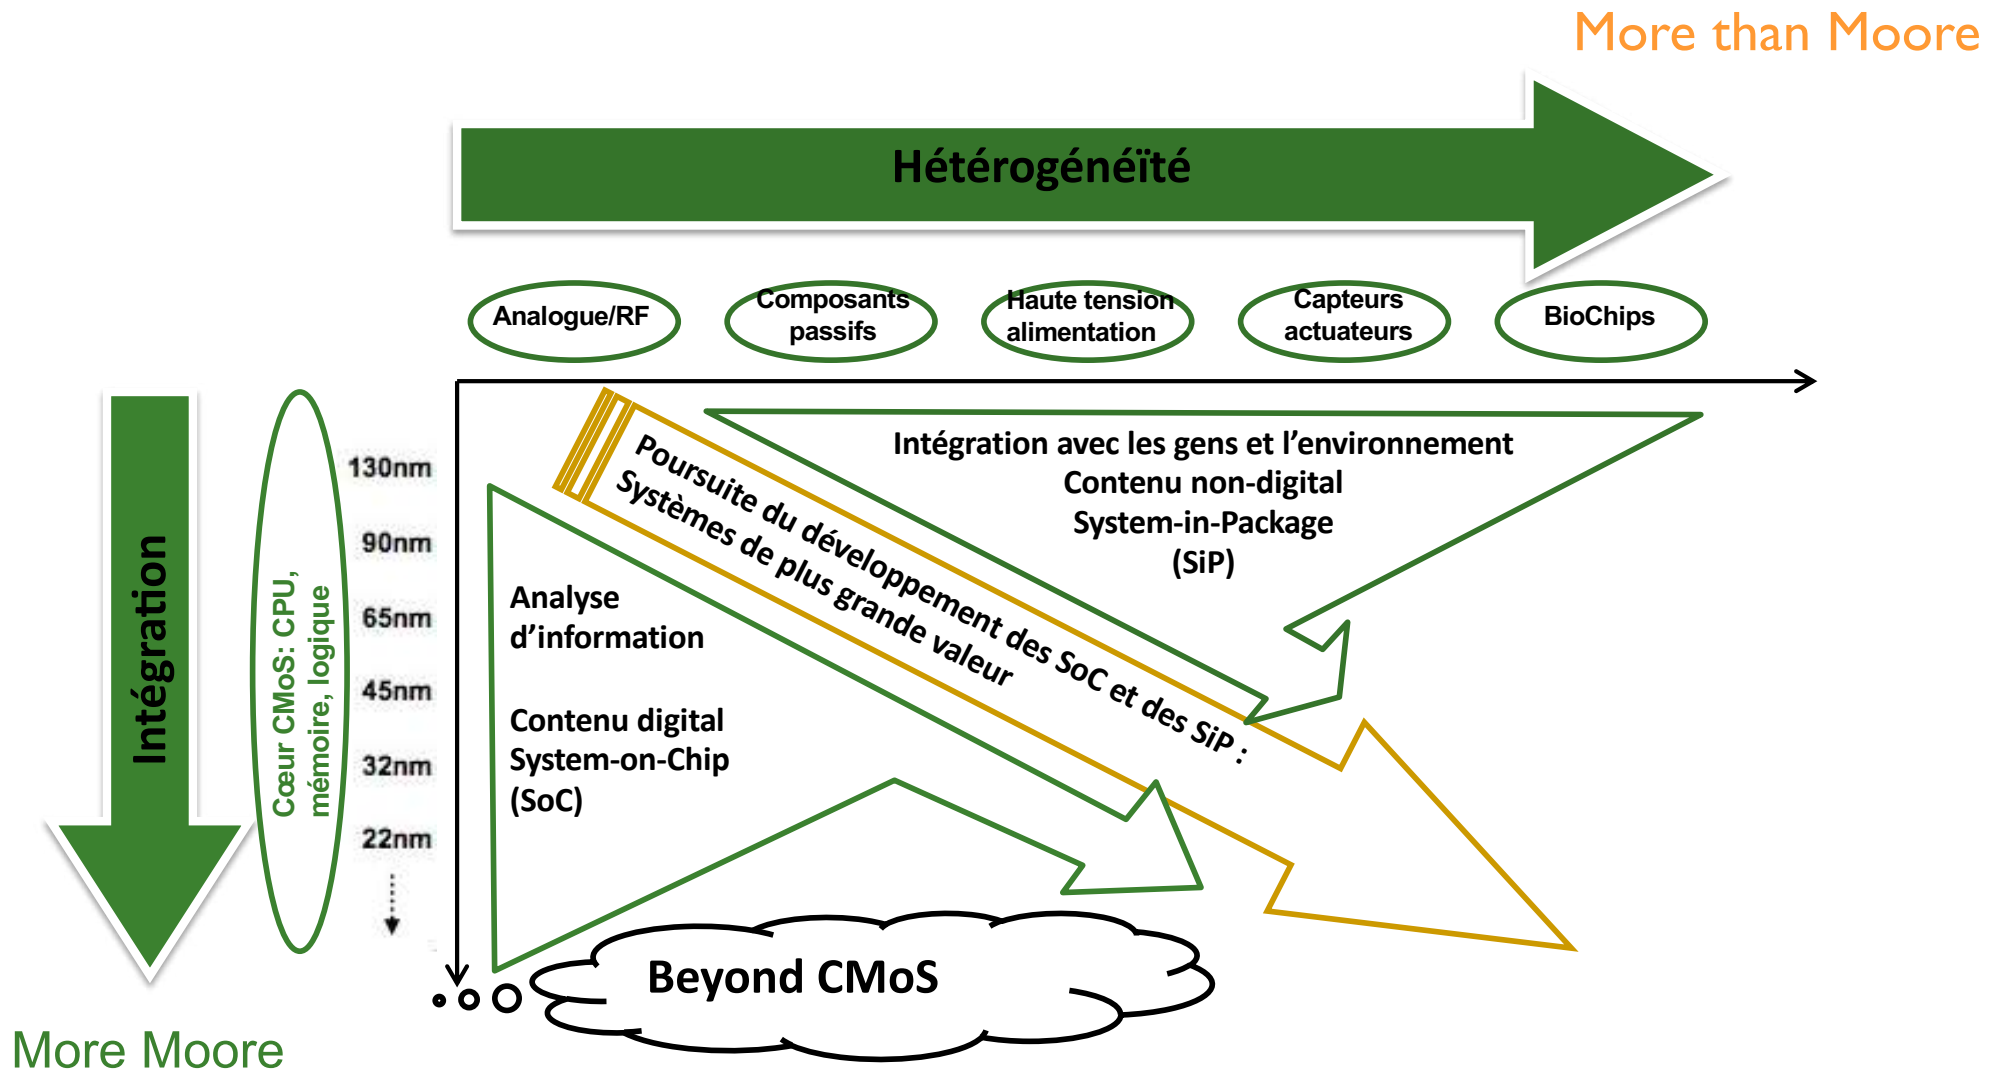 More than Moore
Hétérogénéïté
Analogue/RF
Composants
passifs
Haute tension
alimentation
Capteurs
actuateurs
BioChips
Intégration
Cœur CMoS: CPU,
mémoire, logique
130nm
90nm
65nm
45nm
32nm
22nm
Poursuite du développement des SoC et des SiP :
Systèmes de plus grande valeur
Intégration avec les gens et l’environnement
Contenu non-digital
System-in-Package
(SiP)
Analyse
d’information
Contenu digital
System-on-Chip
(SoC)
Beyond CMoS
More Moore